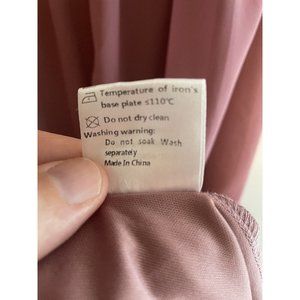 Temperature of iron's
base plate ≤110℃
Do not dry clean
Washing warning:
Do not soak Wash
separately
Made In China